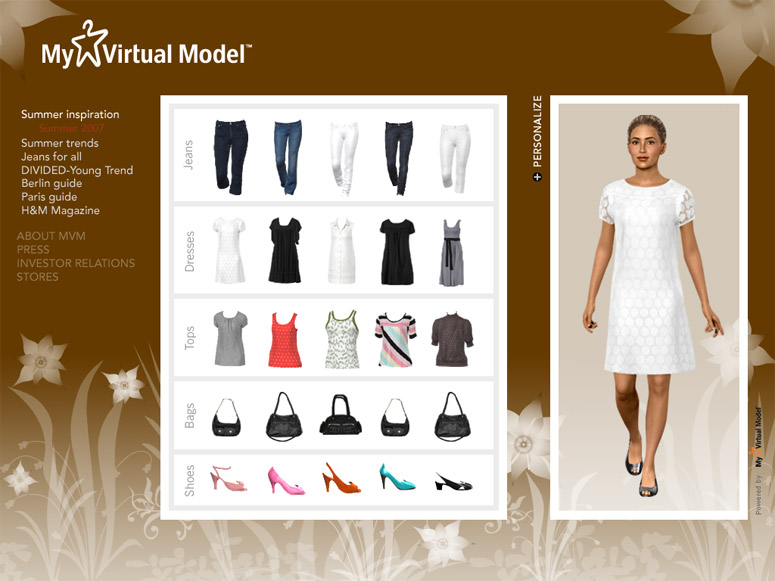 My Virtual Model™
Summer inspiration
Summer 2007
Summer trends
Jeans for all
DIVIDED-Young Trend
Berlin guide
Paris guide
H&M Magazine
ABOUT MVM
PRESS
INVESTOR RELATIONS
STORES
Jeans
Dresses
Tops
Bags
Shoes
+ PERSONALIZE
Powered by My Virtual Model